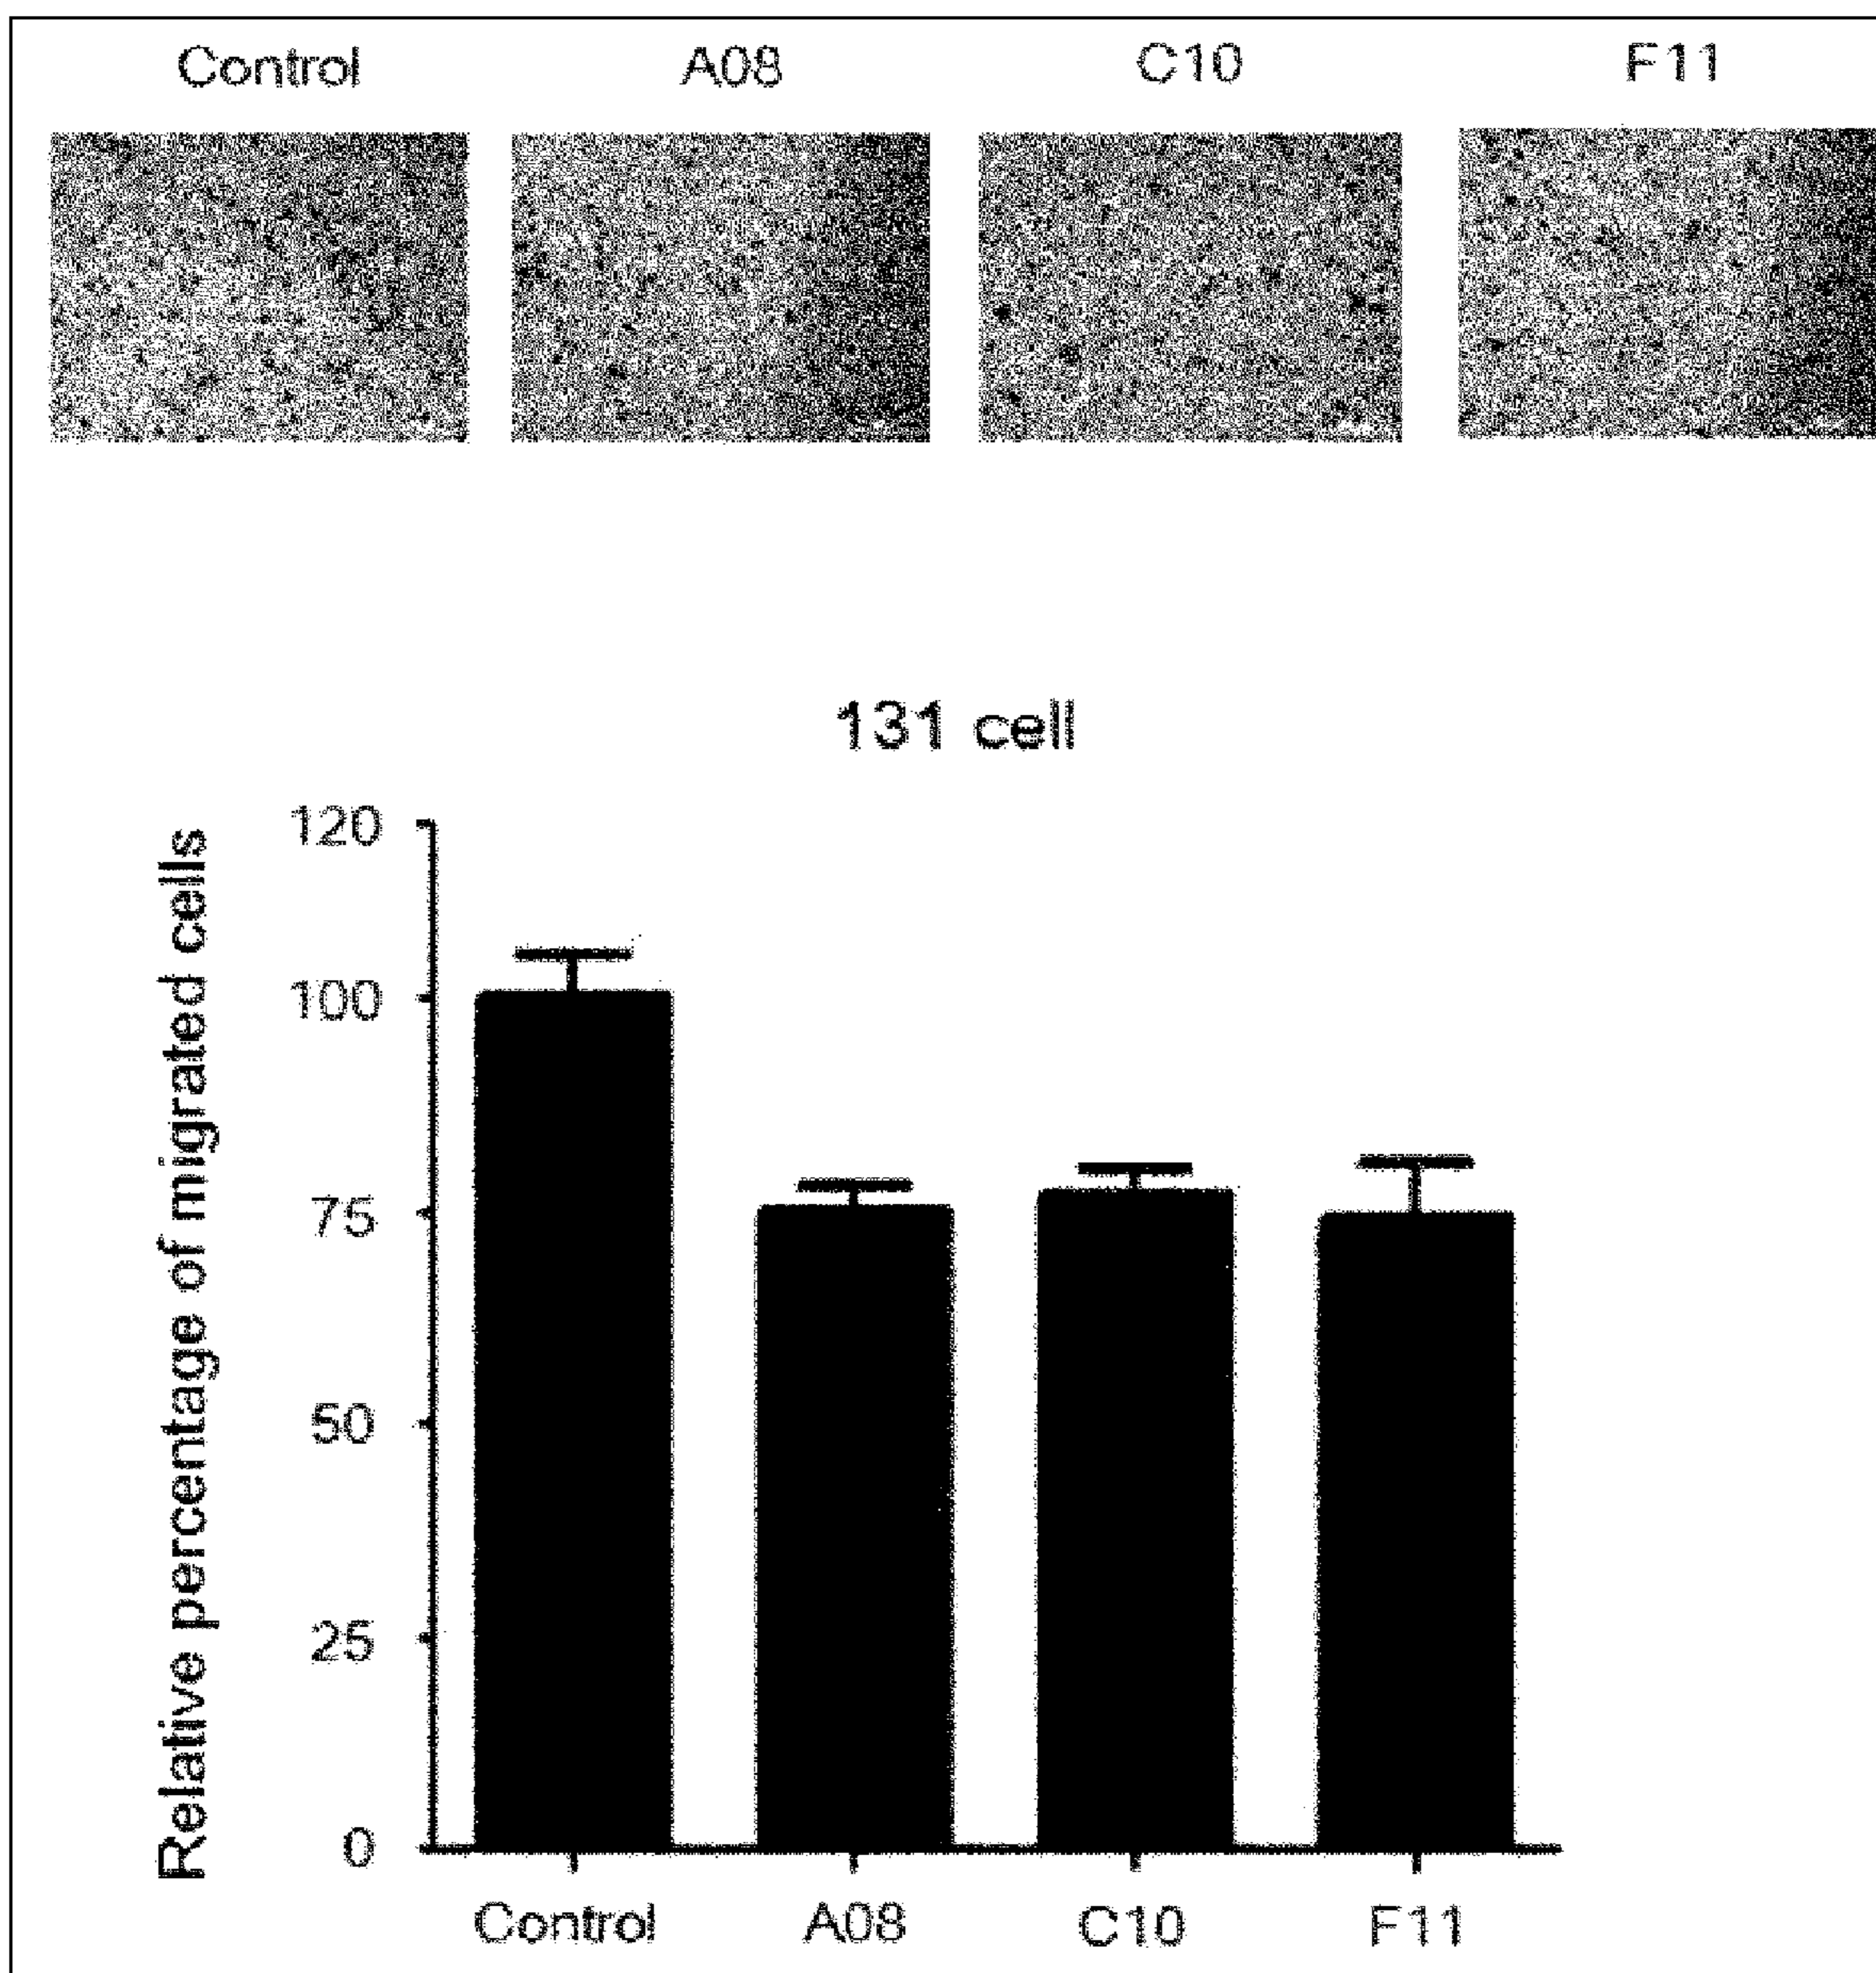 Control A08 C10 F11
131 cell
Relative percentage of migrated cells
120
100
75
50
25
0
Control A08 C10 F11